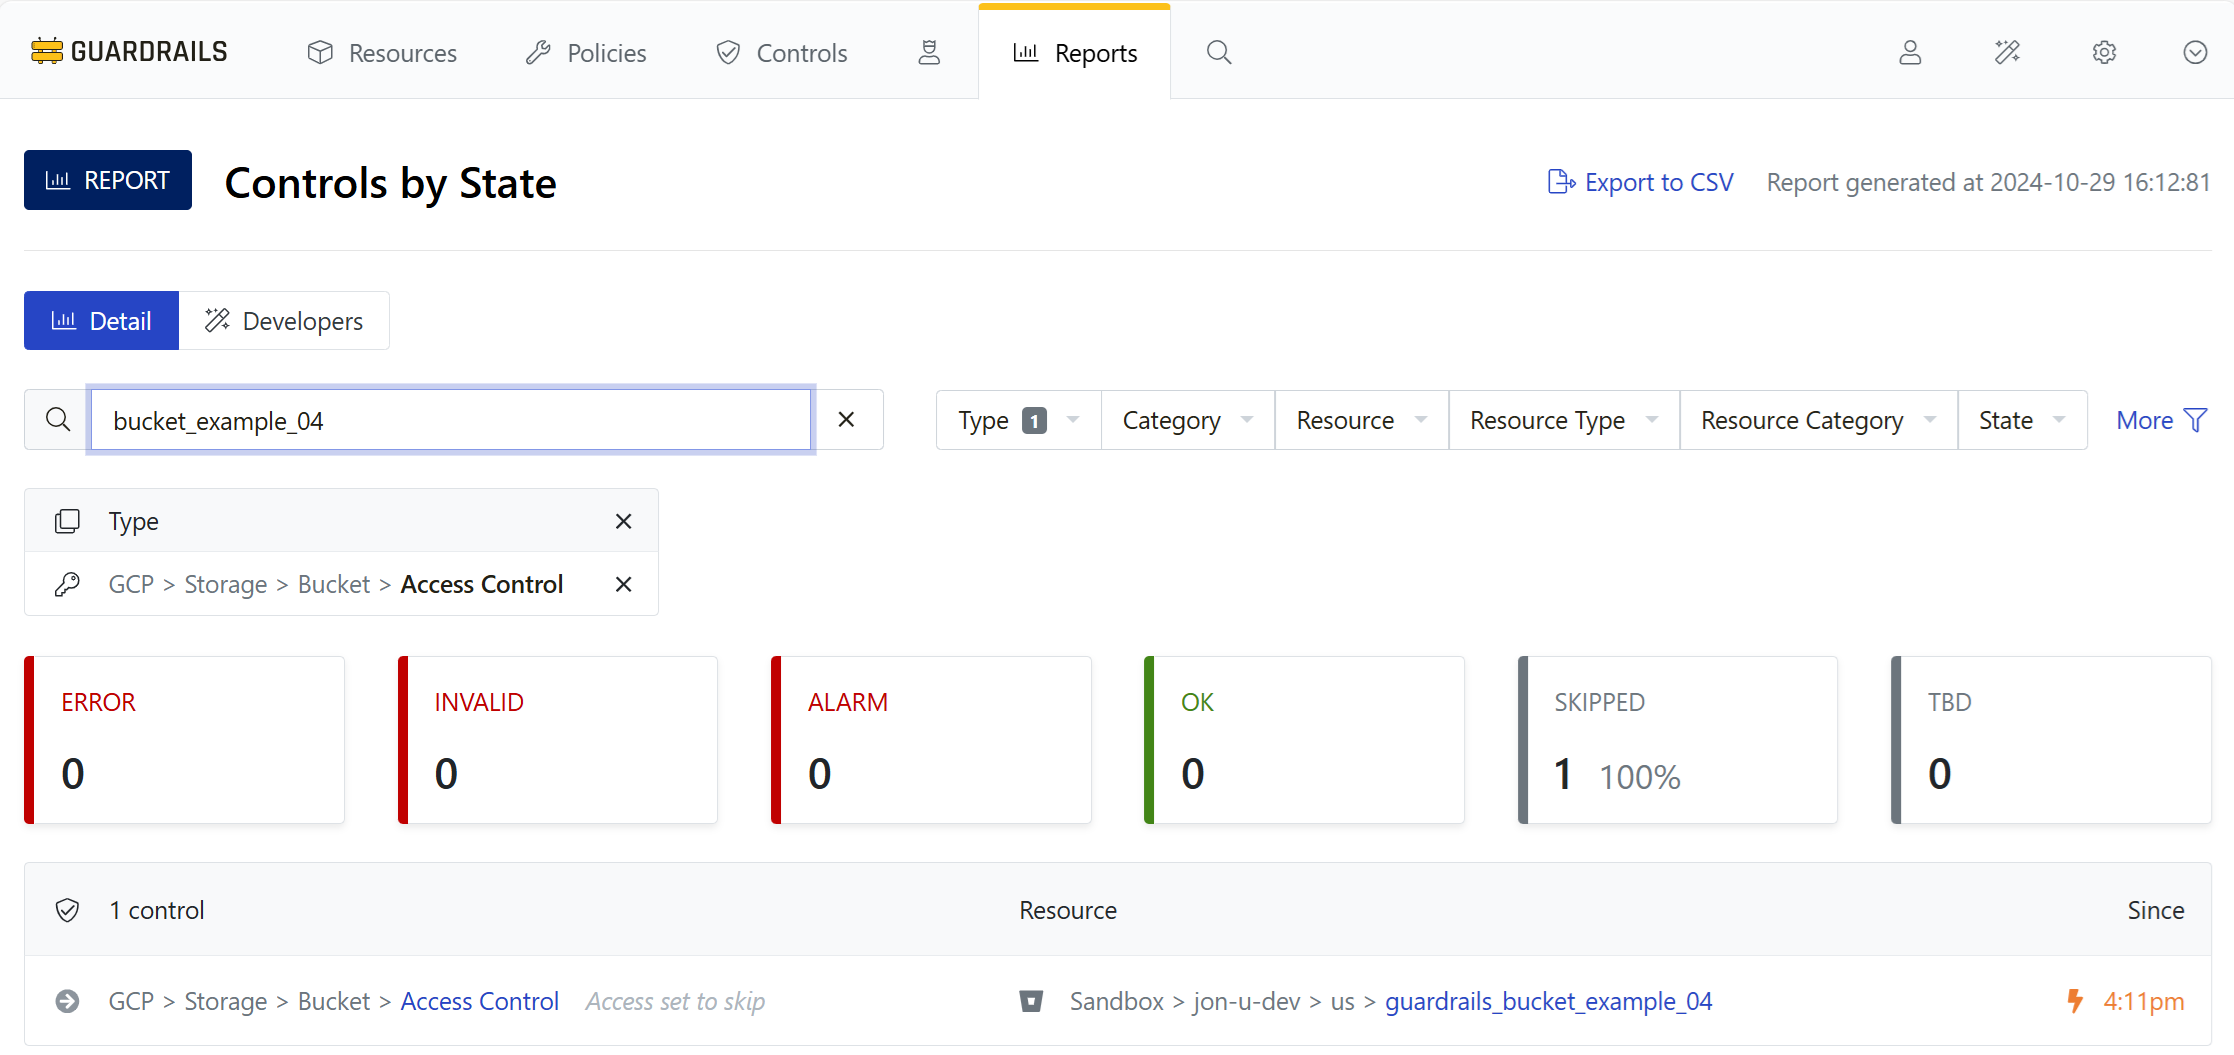 GUARDRAILS Resources Policies Controls Reports
REPORT Controls by State Export to CSV Report generated at 2024-10-29 16:12:81
Detail Developers
bucket_example_04 Type 1 Category Resource Resource Type Resource Category State More
Type
GCP > Storage > Bucket > Access Control
ERROR INVALID ALARM OK SKIPPED TBD
0 0 0 0 1 100% 0
1 control Resource Since
GCP > Storage > Bucket > Access Control Access set to skip Sandbox > jon-u-dev > us > guardrails_bucket_example_04 4:11pm